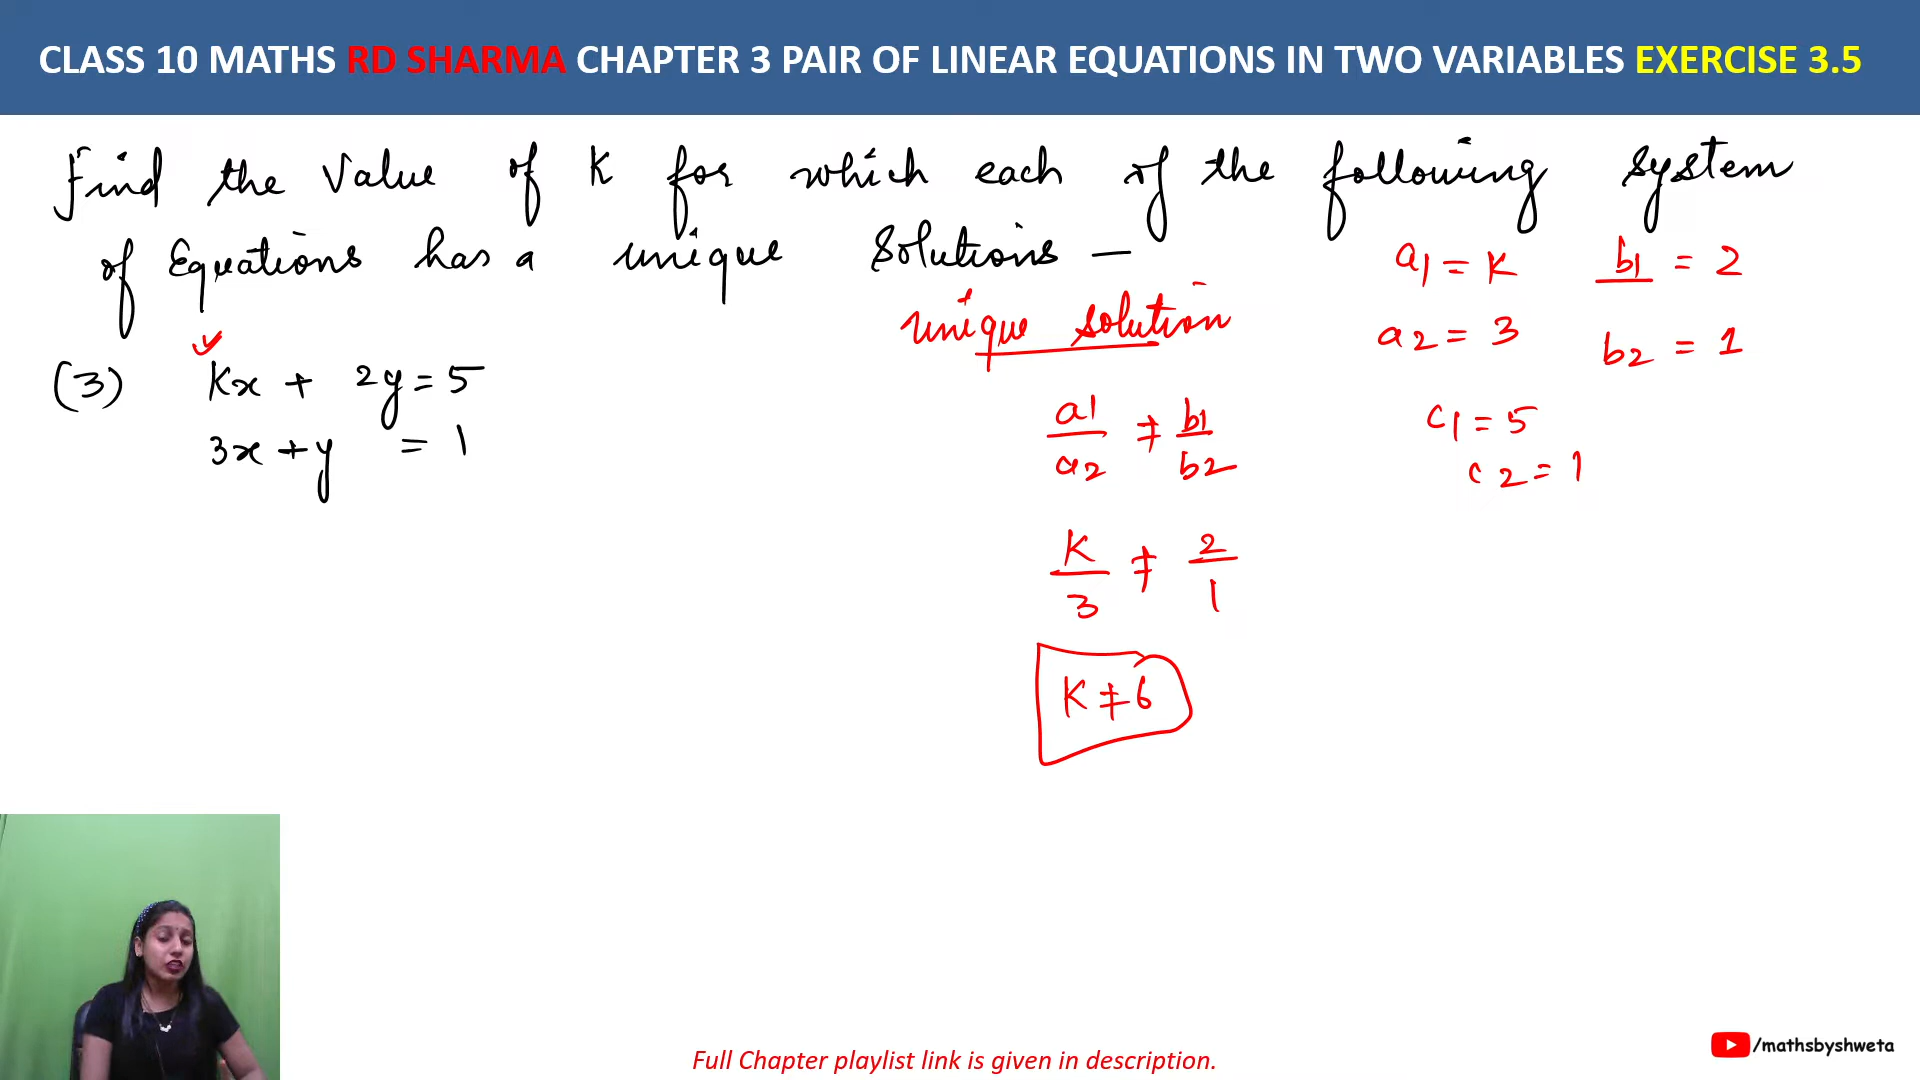 CLASS 10 MATHS RD SHARMA CHAPTER 3 PAIR OF LINEAR EQUATIONS IN TWO VARIABLES EXERCISE 3.5
Find the Value of K for which each of the following system
of Equations has a unique Solutions —
(3) Kx + 2y = 5
3x + y = 1
unique solution
a1/a2 ≠ b1/b2
K/3 ≠ 2/1
K ≠ 6
a1 = K b1 = 2
a2 = 3 b2 = 1
c1 = 5
c2 = 1
Full Chapter playlist link is given in description.
/mathsbyshweta